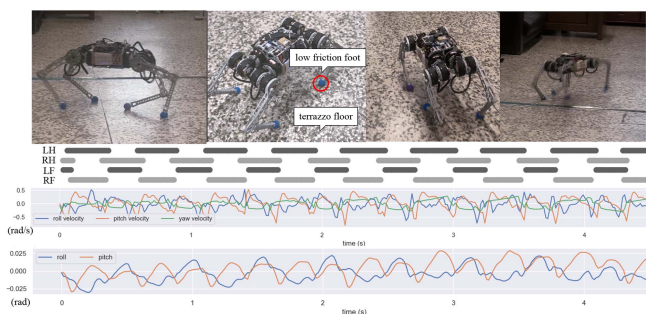 low friction foot
terrazzo floor
LH
RH
LF
RF
0.5
0.0
-0.5
roll velocity pitch velocity yaw velocity
(rad/s)
0 1 2 3 4
time (s)
0.025
0.000
-0.025
roll pitch
(rad)
0 1 2 3 4
time (s)